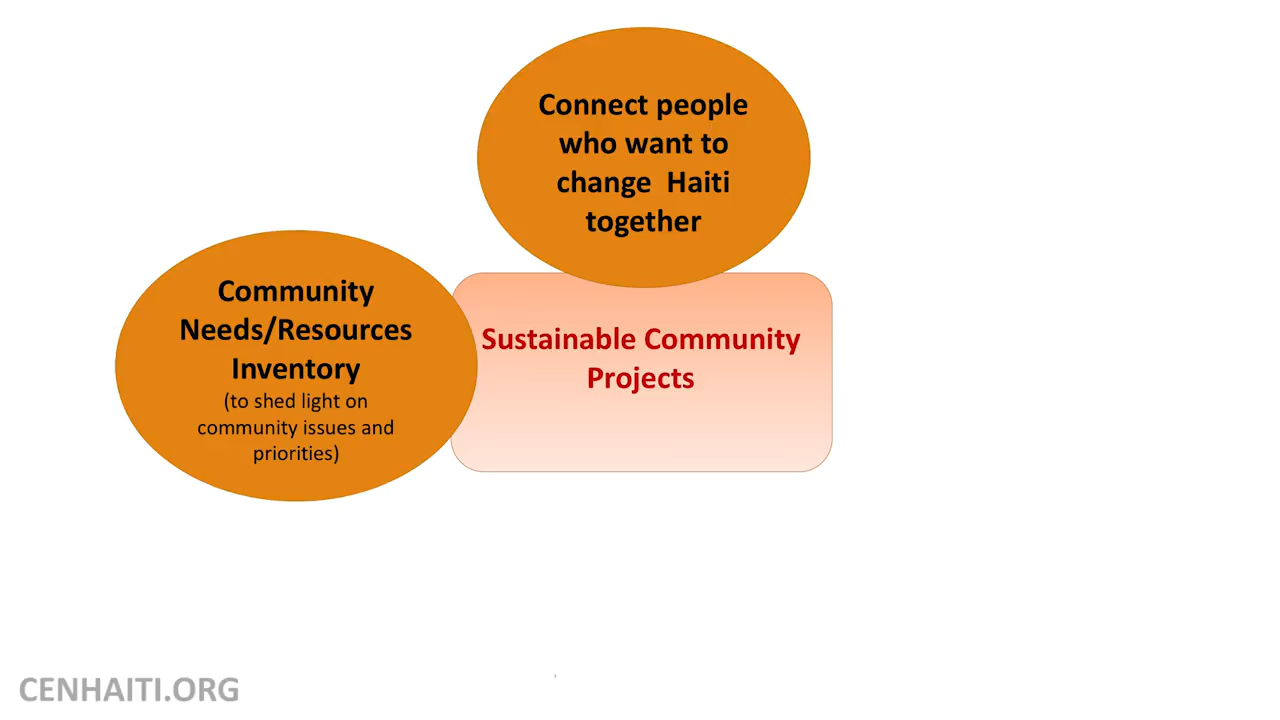 Connect people
who want to
change  Haiti
together
Community
Needs/Resources
Inventory
(to shed light on
community issues and
priorities)
Sustainable Community
Projects
CENHAITI.ORG